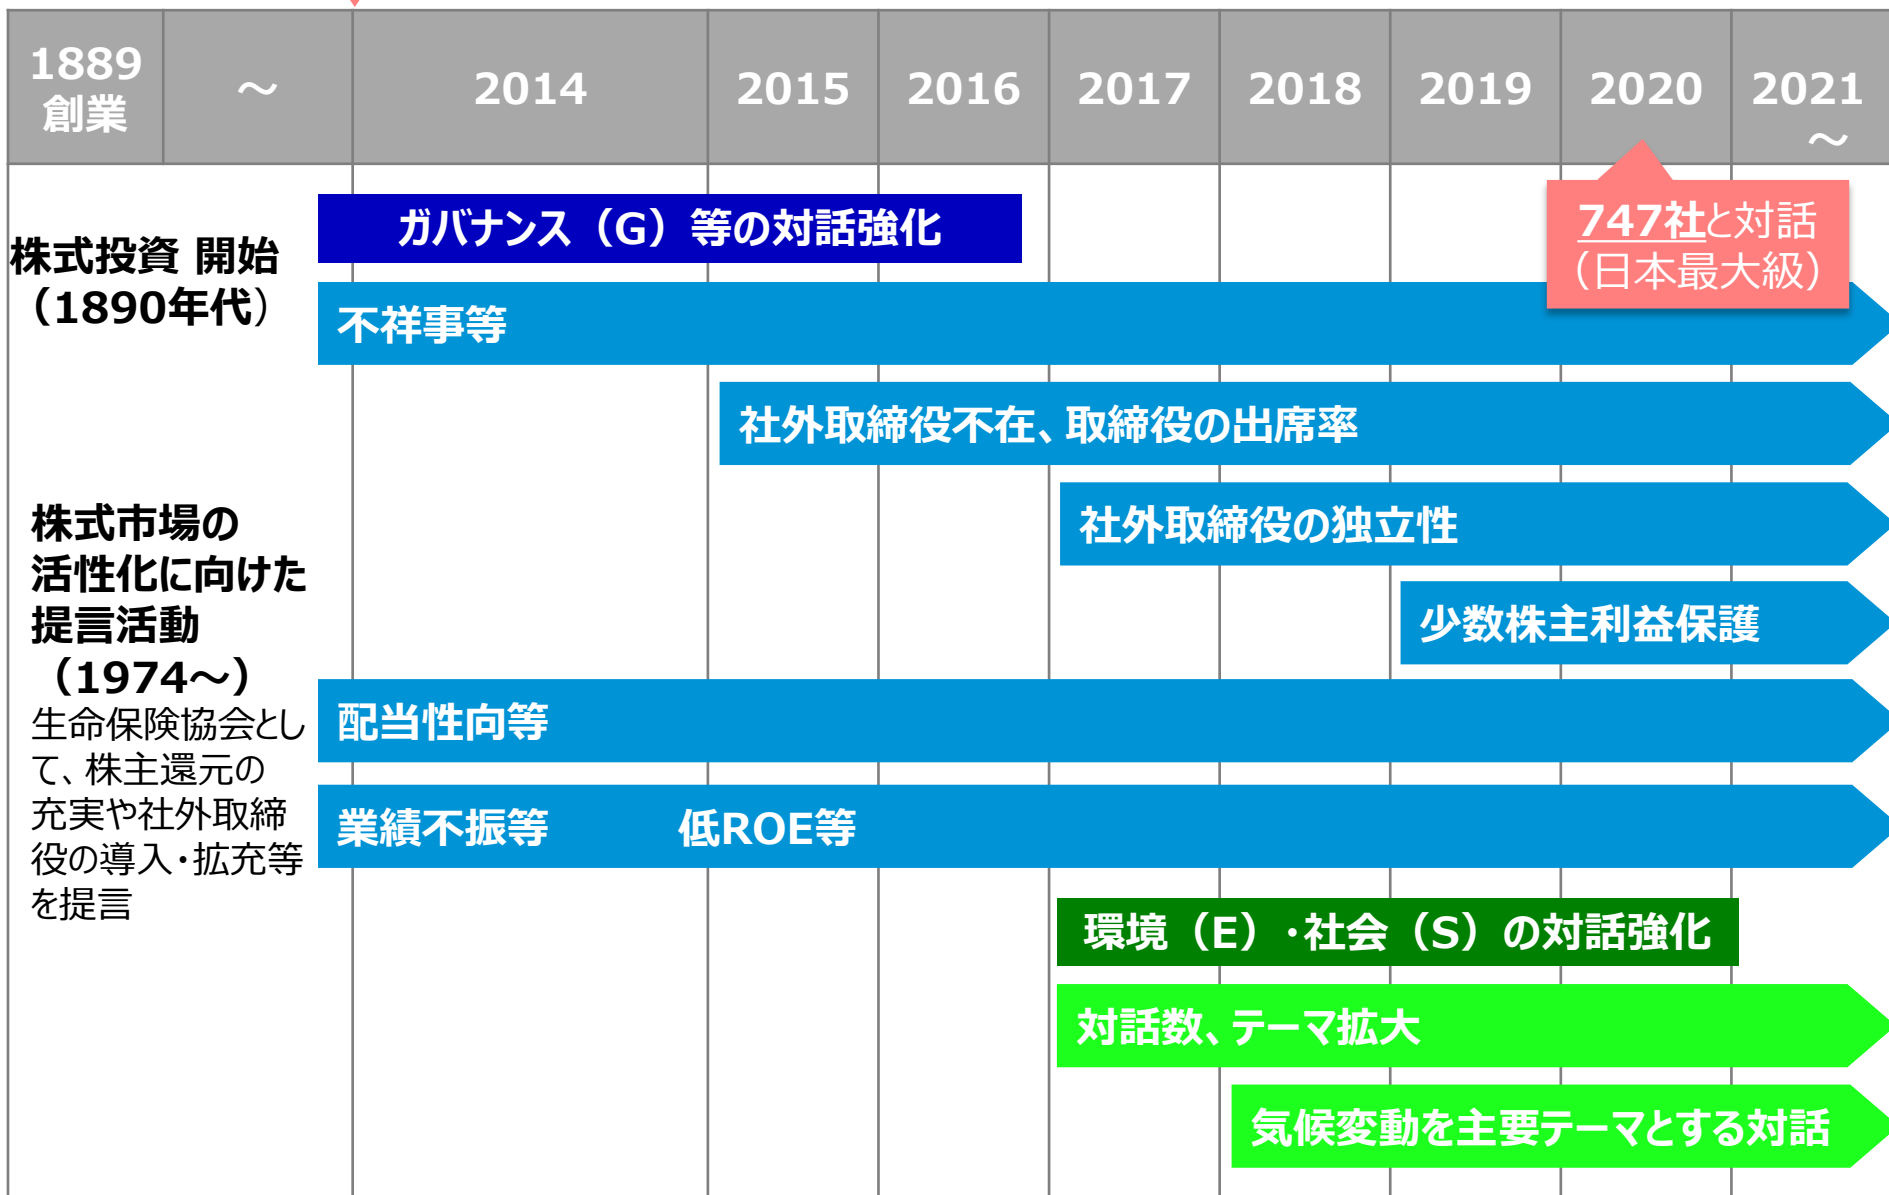 1889
創業
～
2014
2015
2016
2017
2018
2019
2020
2021
～
747社と対話
（日本最大級）
株式投資 開始
（1890年代）
ガバナンス（G）等の対話強化
不祥事等
社外取締役不在、取締役の出席率
社外取締役の独立性
少数株主利益保護
株式市場の
活性化に向けた
提言活動
（1974～）
生命保険協会とし
て、株主還元の
充実や社外取締
役の導入・拡充等
を提言
配当性向等
業績不振等 低ROE等
環境（E）・社会（S）の対話強化
対話数、テーマ拡大
気候変動を主要テーマとする対話